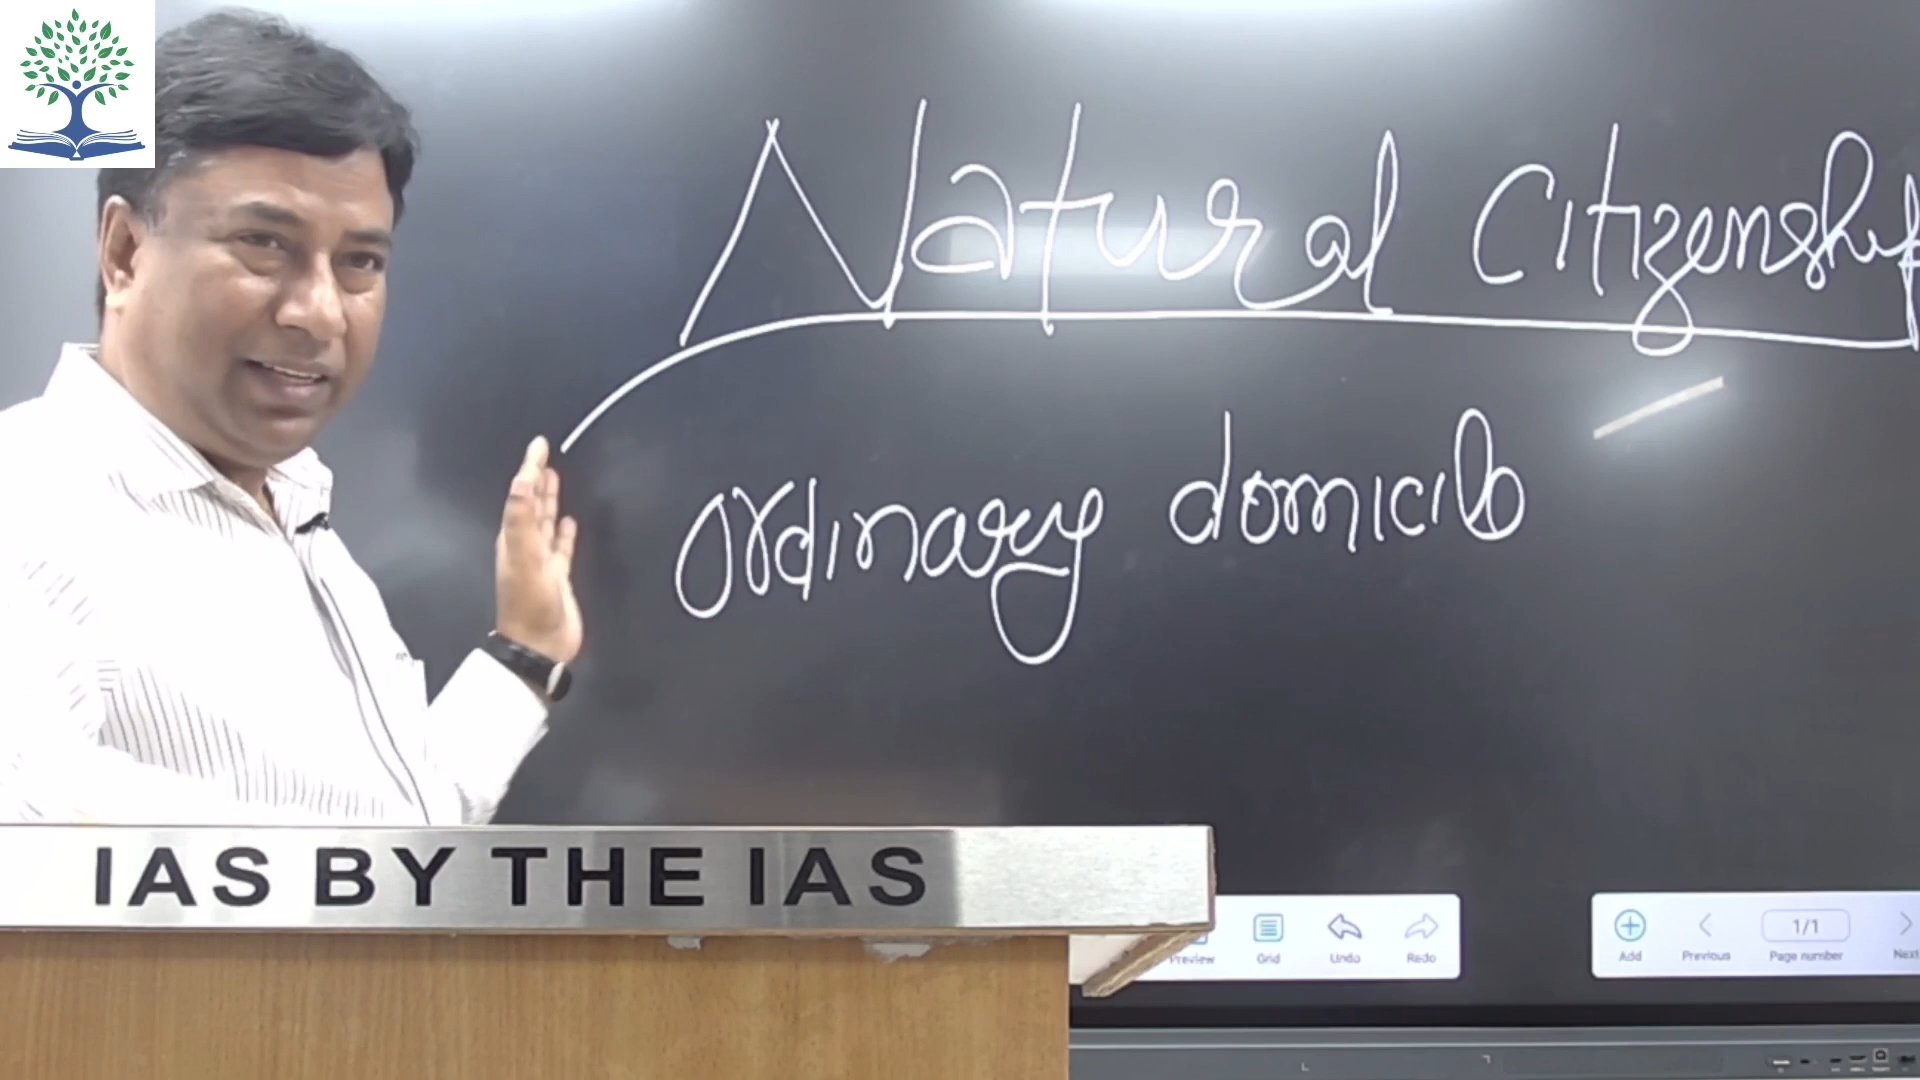 Natural Citizenship
ordinary domicile
IAS BY THE IAS
Preview Grid Undo Redo
Add Previous 1/1 Page number Next